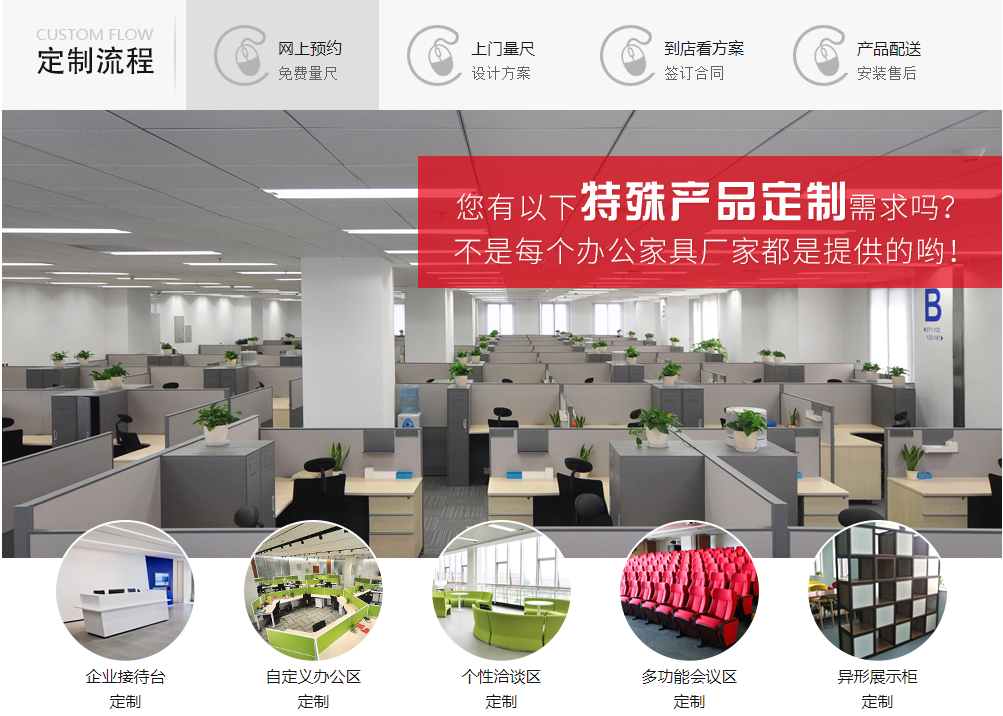 CUSTOM FLOW
定制流程
网上预约
免费量尺
上门量尺
设计方案
到店看方案
签订合同
产品配送
安装售后
您有以下特殊产品定制需求吗?
不是每个办公家具厂家都是提供的哟!
B
企业接待台
定制
自定义办公区
定制
个性洽谈区
定制
多功能会议区
定制
异形展示柜
定制